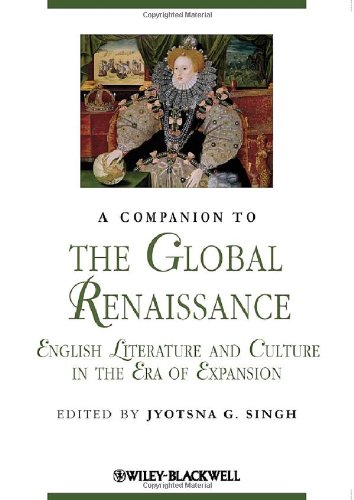 A COMPANION TO
THE GLOBAL
RENAISSANCE
ENGLISH LITERATURE AND CULTURE
IN THE ERA OF EXPANSION
EDITED BY JYOTSNA G. SINGH
WILEY-BLACKWELL